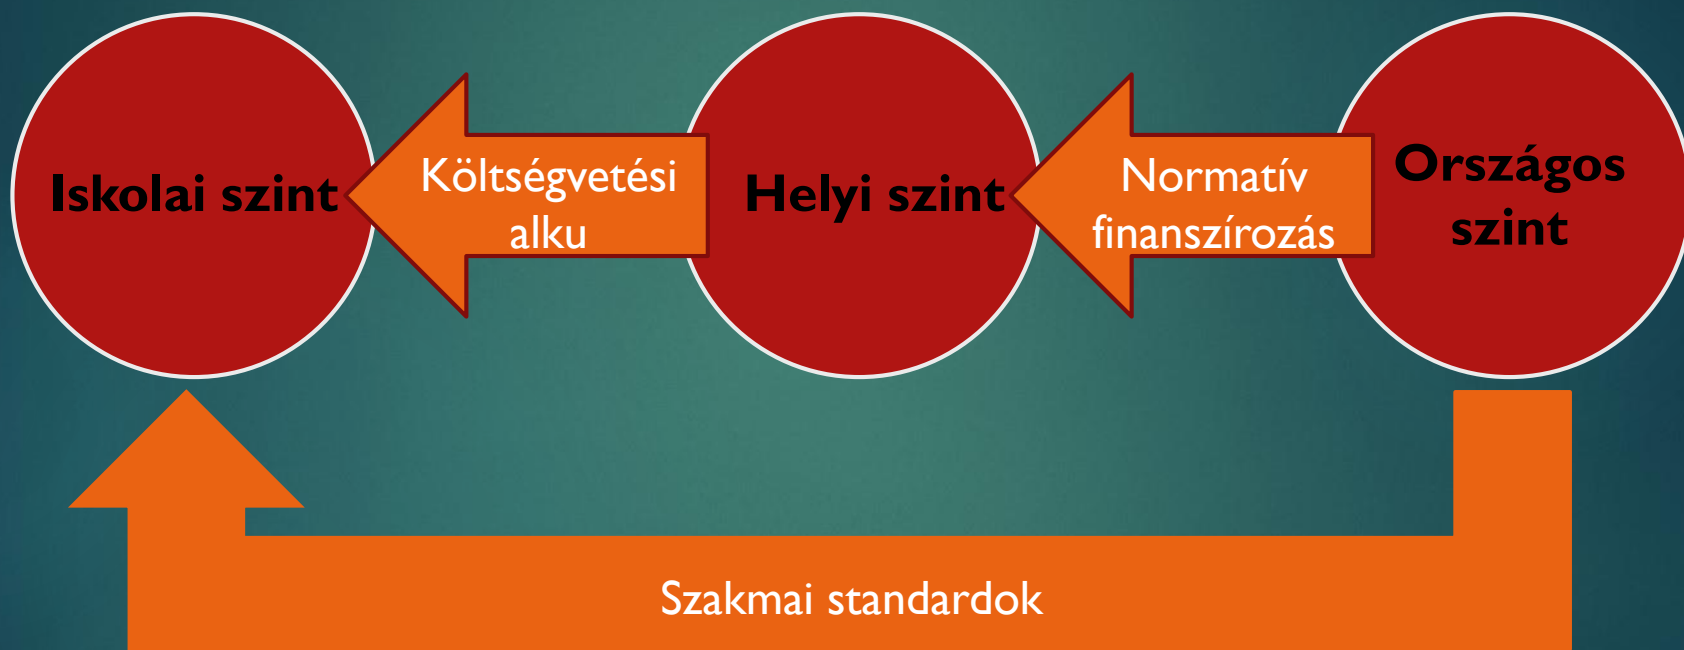 Iskolai szint
Költségvetési
alku
Helyi szint
Normatív
finanszírozás
Országos
szint
Szakmai standardok